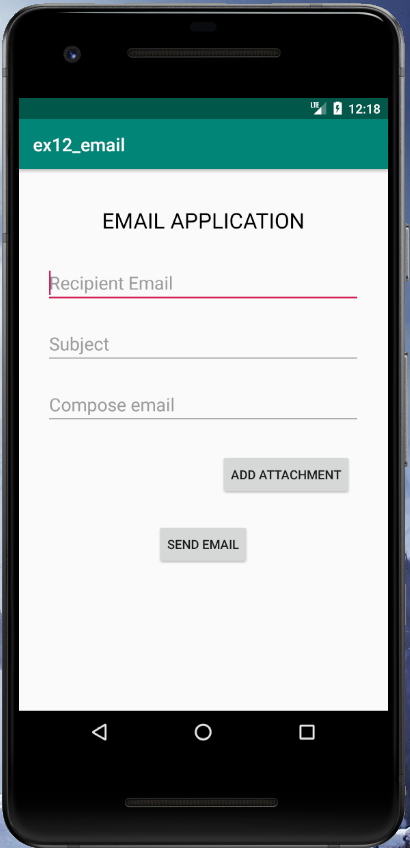 LTE 12:18
ex12_email
EMAIL APPLICATION
Recipient Email
Subject
Compose email
ADD ATTACHMENT
SEND EMAIL